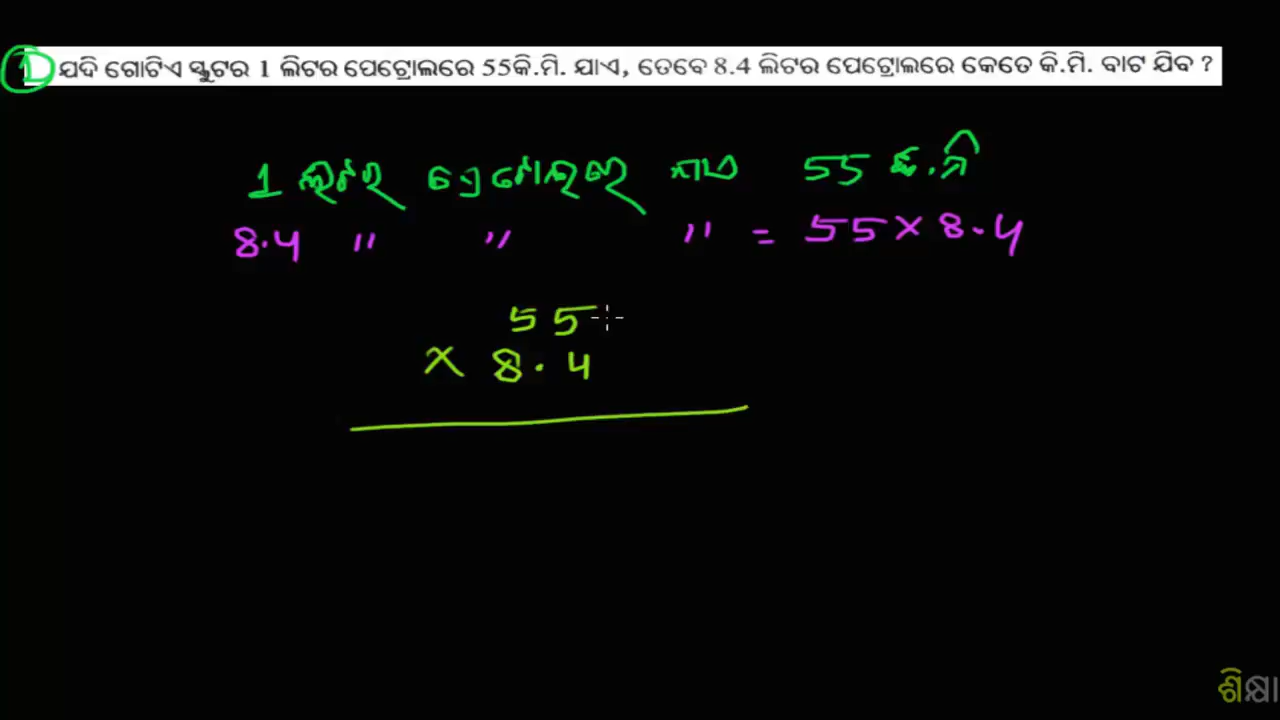 1 ଯଦି ଗୋଟିଏ ସ୍କୁଟର 1 ଲିଟର ପେଟ୍ରୋଲରେ 55କି.ମି. ଯାଏ, ତେବେ 8.4 ଲିଟର ପେଟ୍ରୋଲରେ କେତେ କି.ମି. ବାଟ ଯିବ ?
1 ଲିଟର ଯାଏ 55 କି.ମି
8.4 " " " = 55 × 8.4
55
× 8.4
ଶିକ୍ଷା